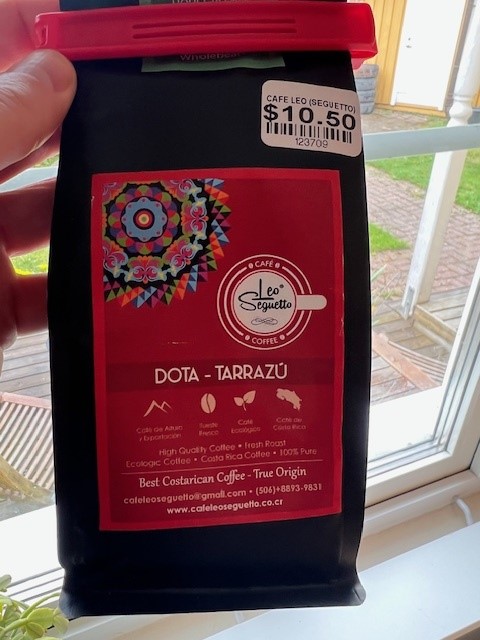 Wholebean
CAFE LEO (SEGUETTO)
$10.50
123709
CAFÉ
Leo®
Seguetto
COFFEE
DOTA - TARRAZÚ
Café de Altura
y Exportación
Tueste
Fresco
Café
Ecológico
Café de
Costa Rica
High Quality Coffee • Fresh Roast
Ecologic Coffee • Costa Rica Coffee • 100% Pure
Best Costarican Coffee - True Origin
cafeleoseguetto@gmail.com • (506)+8893-9831
www.cafeleoseguetto.co.cr